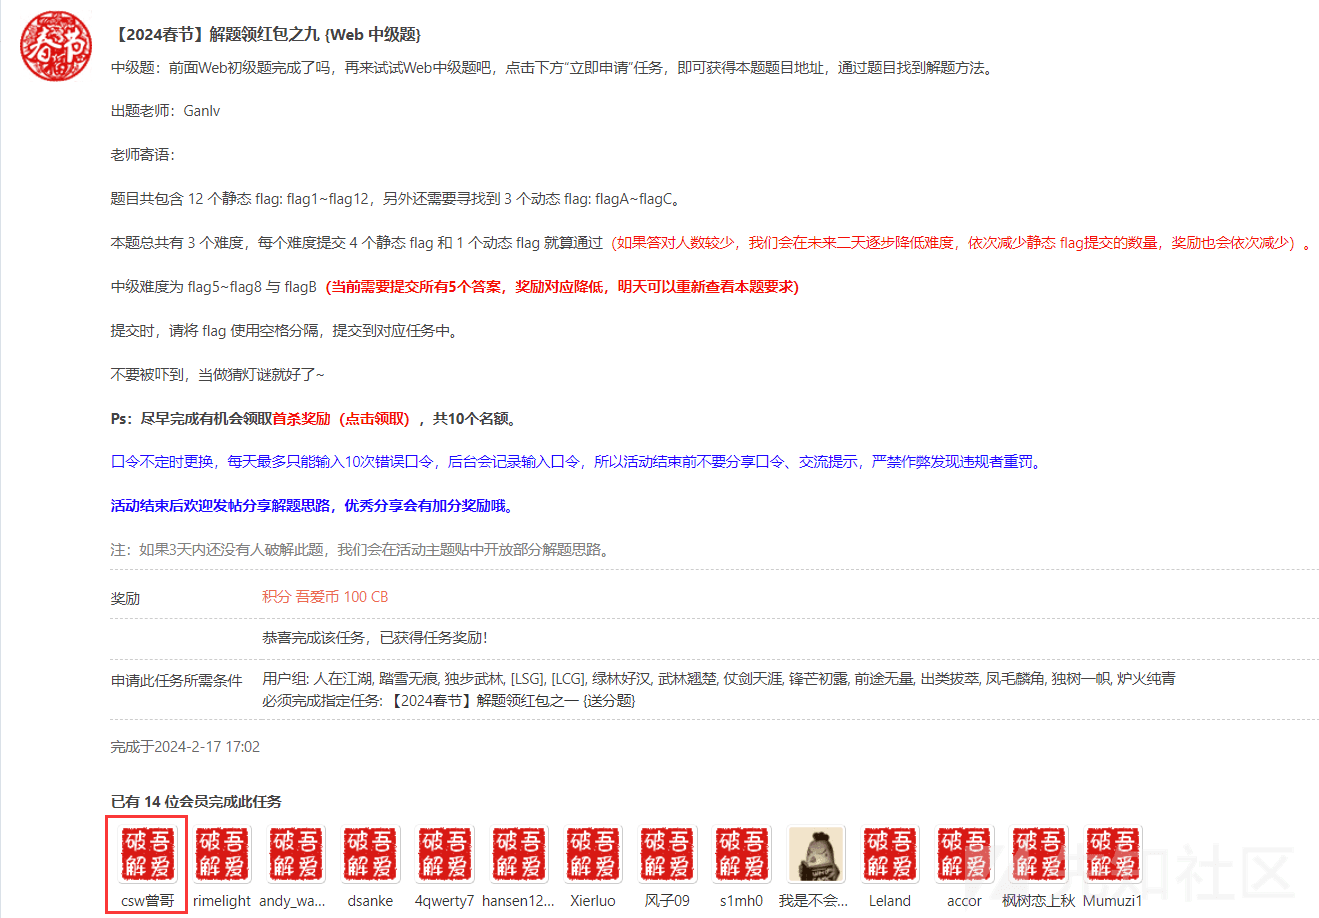 【2024春节】解题领红包之九 {Web 中级题}
中级题：前面Web初级题完成了吗，再来试试Web中级题吧，点击下方“立即申请”任务，即可获得本题题目地址，通过题目找到解题方法。
出题老师：Ganlv
老师寄语：
题目共包含 12 个静态 flag: flag1~flag12，另外还需要寻找到 3 个动态 flag: flagA~flagC。
本题总共有 3 个难度，每个难度提交 4 个静态 flag 和 1 个动态 flag 就算通过（如果答对人数较少，我们会在未来二天逐步降低难度，依次减少静态 flag提交的数量，奖励也会依次减少）。
中级难度为 flag5~flag8 与 flagB（当前需要提交所有5个答案，奖励对应降低，明天可以重新查看本题要求）
提交时，请将 flag 使用空格分隔，提交到对应任务中。
不要被吓到，当做猜灯谜就好了~
Ps：尽早完成有机会领取首杀奖励（点击领取），共10个名额。
口令不定时更换，每天最多只能输入10次错误口令，后台会记录输入口令，所以活动结束前不要分享口令、交流提示，严禁作弊发现违规者重罚。
活动结束后欢迎发帖分享解题思路，优秀分享会有加分奖励哦。
注：如果3天内还没有人破解此题，我们会在活动主题贴中开放部分解题思路。
奖励 积分 吾爱币 100 CB
恭喜完成该任务，已获得任务奖励！
申请此任务所需条件 用户组: 人在江湖, 踏雪无痕, 独步武林, [LSG], [LCG], 绿林好汉, 武林翘楚, 仗剑天涯, 锋芒初露, 前途无量, 出类拔萃, 凤毛麟角, 独树一帜, 炉火纯青
必须完成指定任务: 【2024春节】解题领红包之一 {送分题}
完成于2024-2-17 17:02
已有 14 位会员完成此任务
csw曾哥 rimelight andy_wa... dsanke 4qwerty7 hansen12... Xierluo 风子09 s1mh0 我是不会... Leland accor 枫树恋上秋 Mumuzi1